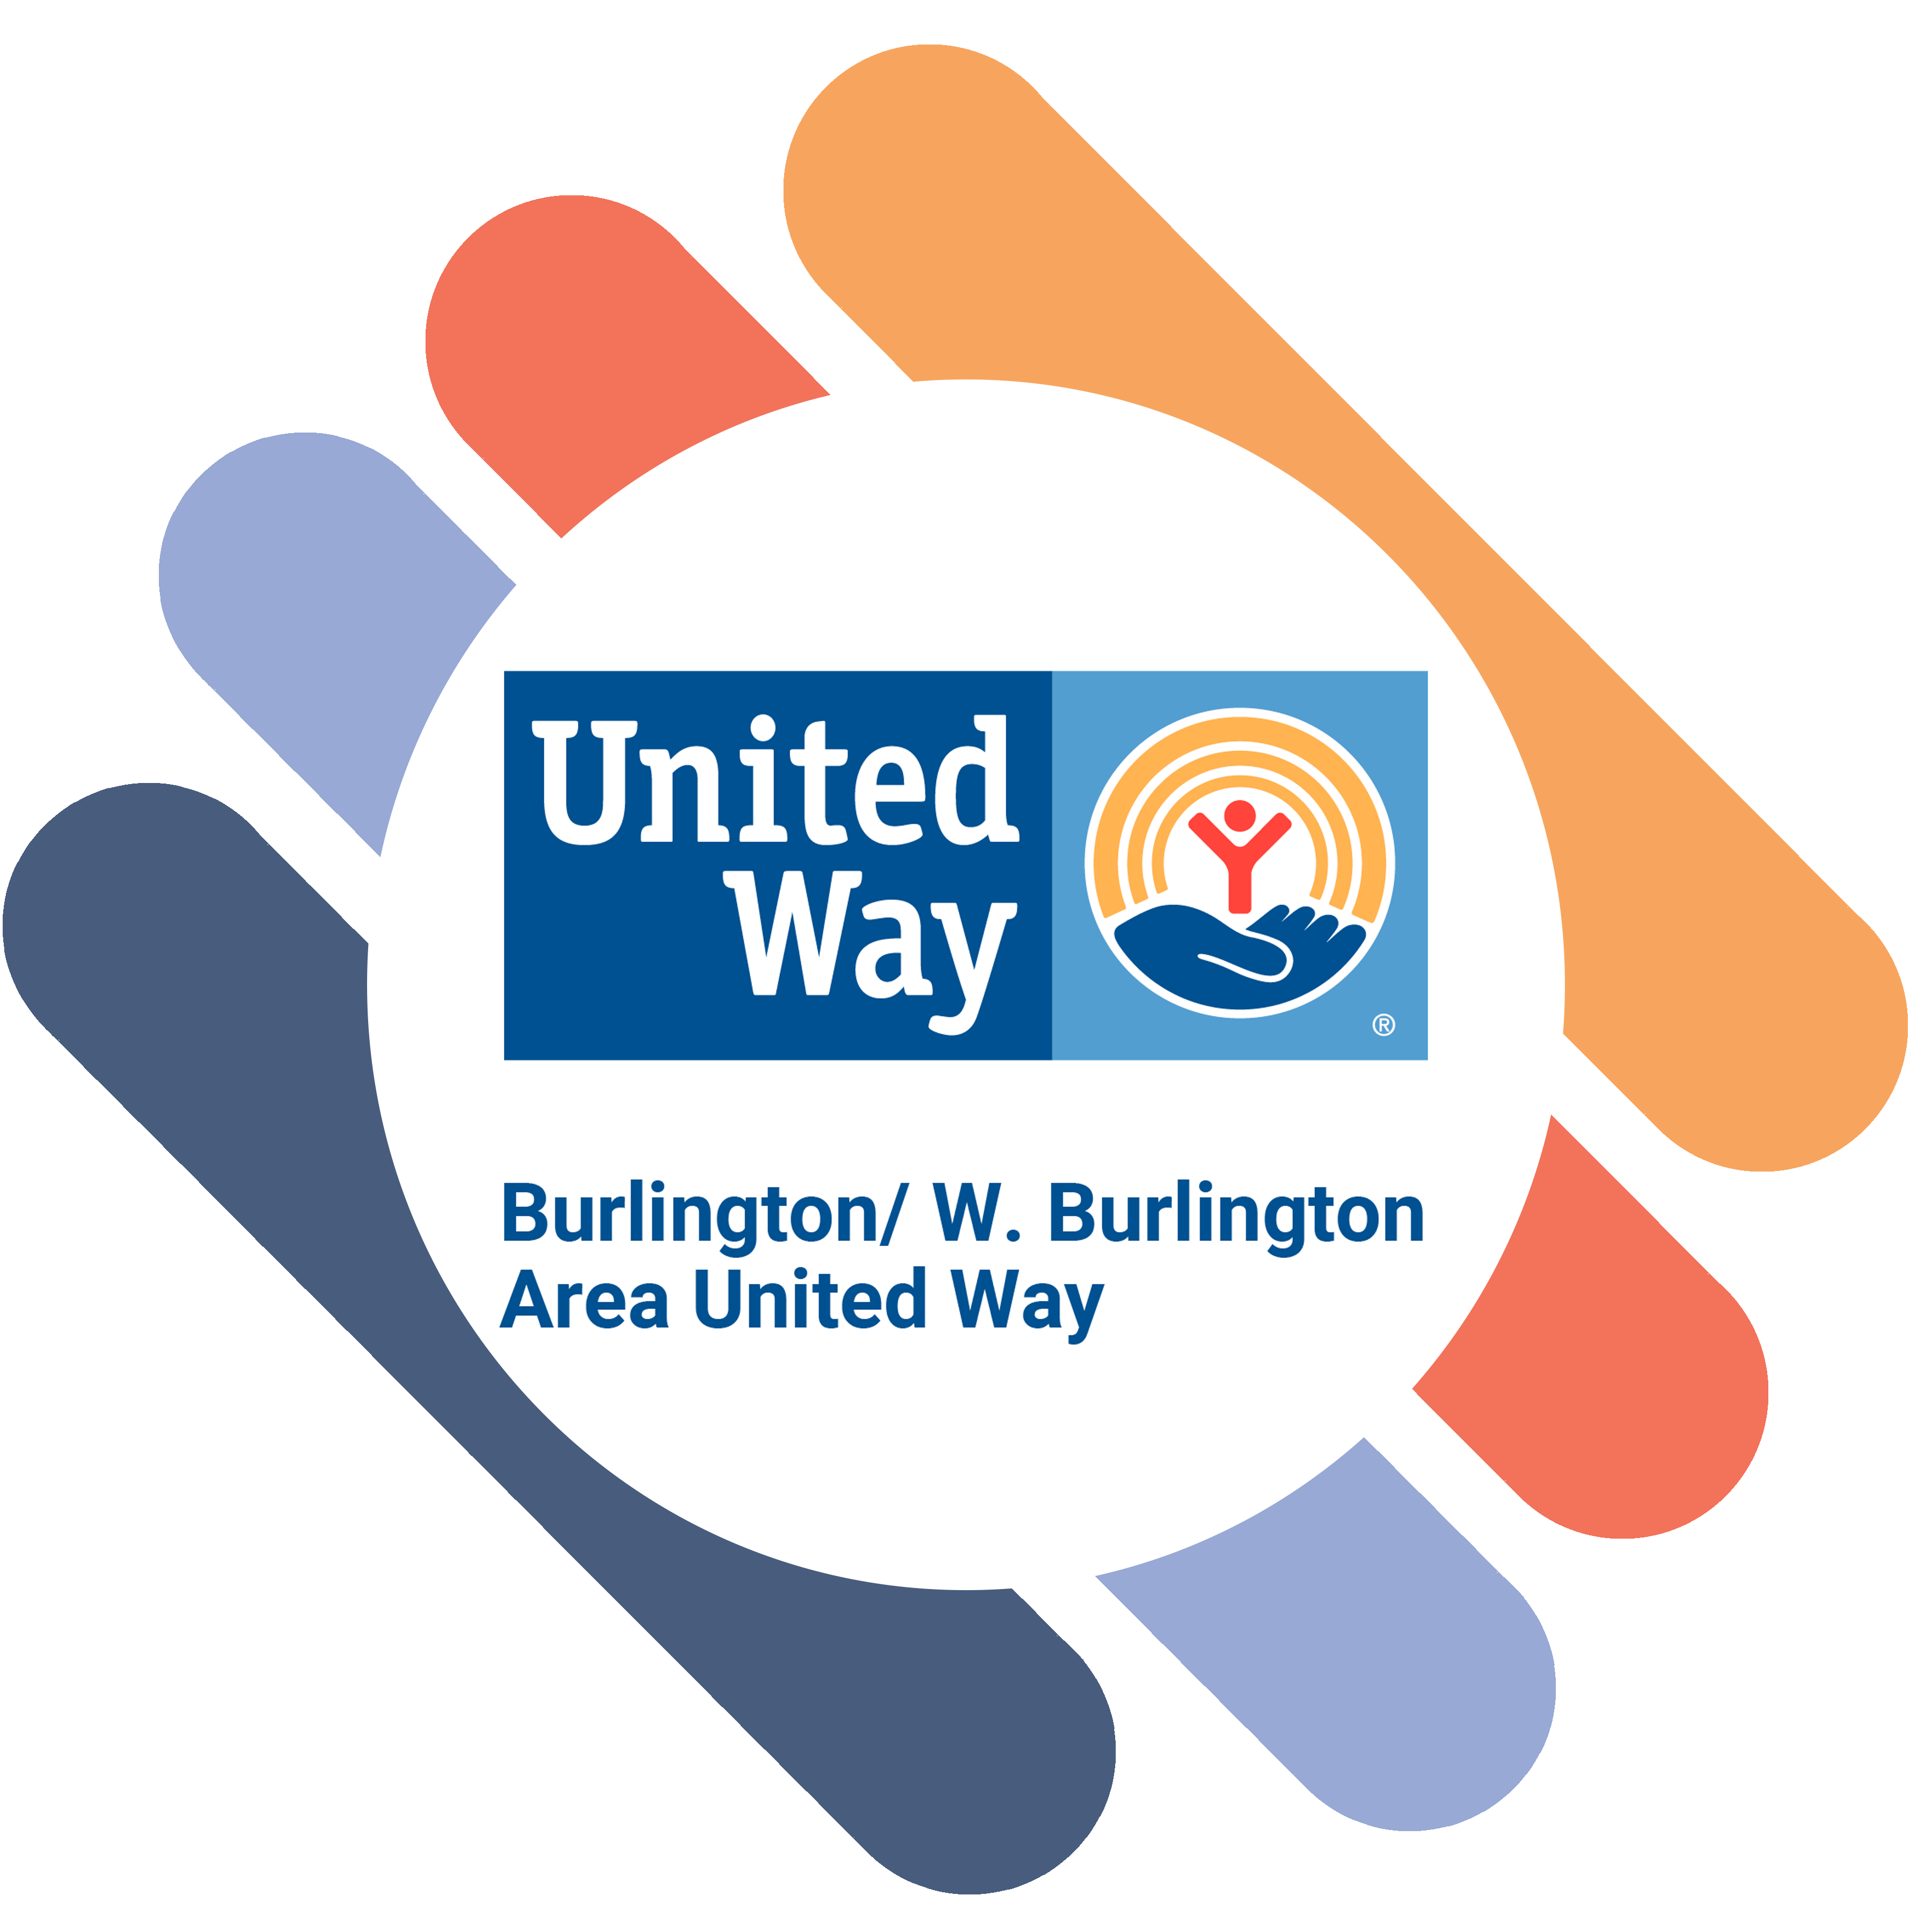 United
Way
®
Burlington/ W. Burlington
Area United Way